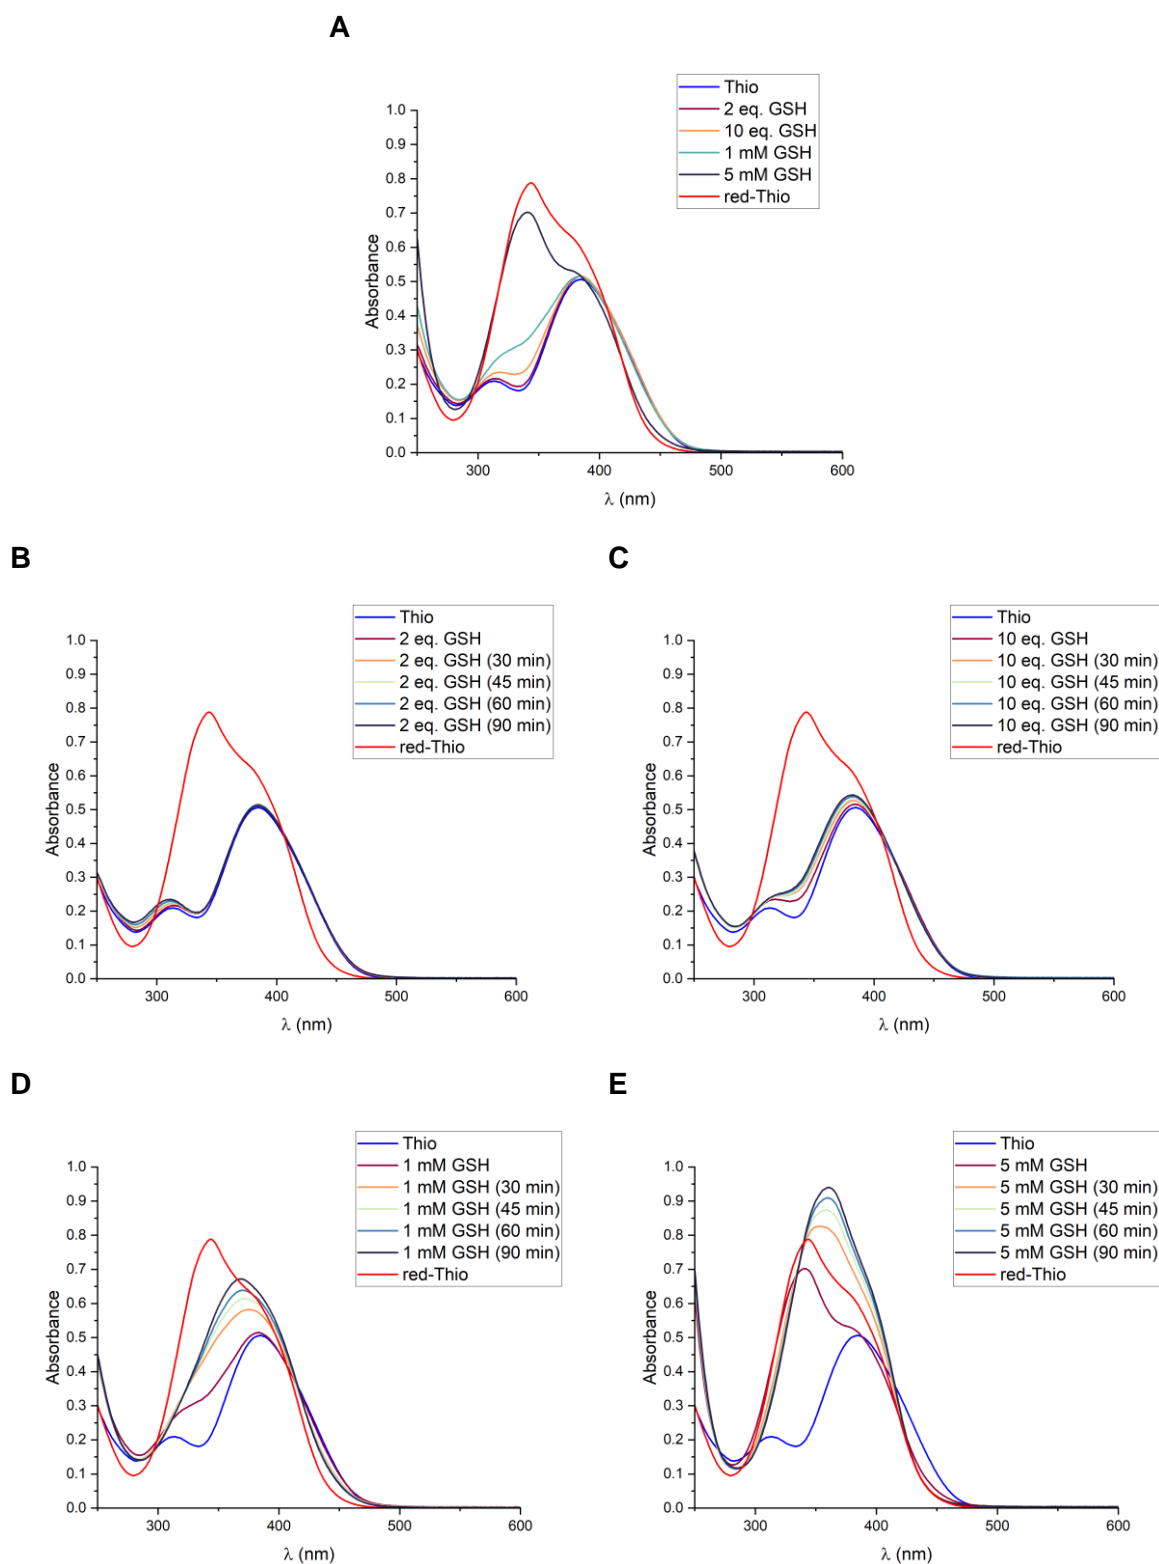 A
Thio
2 eq. GSH
10 eq. GSH
1 mM GSH
5 mM GSH
red-Thio
1.0
0.9
0.8
0.7
0.6
0.5
0.4
0.3
0.2
0.1
0.0
Absorbance
300 400 500 600
λ (nm)
B
Thio
2 eq. GSH
2 eq. GSH (30 min)
2 eq. GSH (45 min)
2 eq. GSH (60 min)
2 eq. GSH (90 min)
red-Thio
1.0
0.9
0.8
0.7
0.6
0.5
0.4
0.3
0.2
0.1
0.0
Absorbance
300 400 500 600
λ (nm)
C
Thio
10 eq. GSH
10 eq. GSH (30 min)
10 eq. GSH (45 min)
10 eq. GSH (60 min)
10 eq. GSH (90 min)
red-Thio
1.0
0.9
0.8
0.7
0.6
0.5
0.4
0.3
0.2
0.1
0.0
Absorbance
300 400 500 600
λ (nm)
D
Thio
1 mM GSH
1 mM GSH (30 min)
1 mM GSH (45 min)
1 mM GSH (60 min)
1 mM GSH (90 min)
red-Thio
1.0
0.9
0.8
0.7
0.6
0.5
0.4
0.3
0.2
0.1
0.0
Absorbance
300 400 500 600
λ (nm)
E
Thio
5 mM GSH
5 mM GSH (30 min)
5 mM GSH (45 min)
5 mM GSH (60 min)
5 mM GSH (90 min)
red-Thio
1.0
0.9
0.8
0.7
0.6
0.5
0.4
0.3
0.2
0.1
0.0
Absorbance
300 400 500 600
λ (nm)